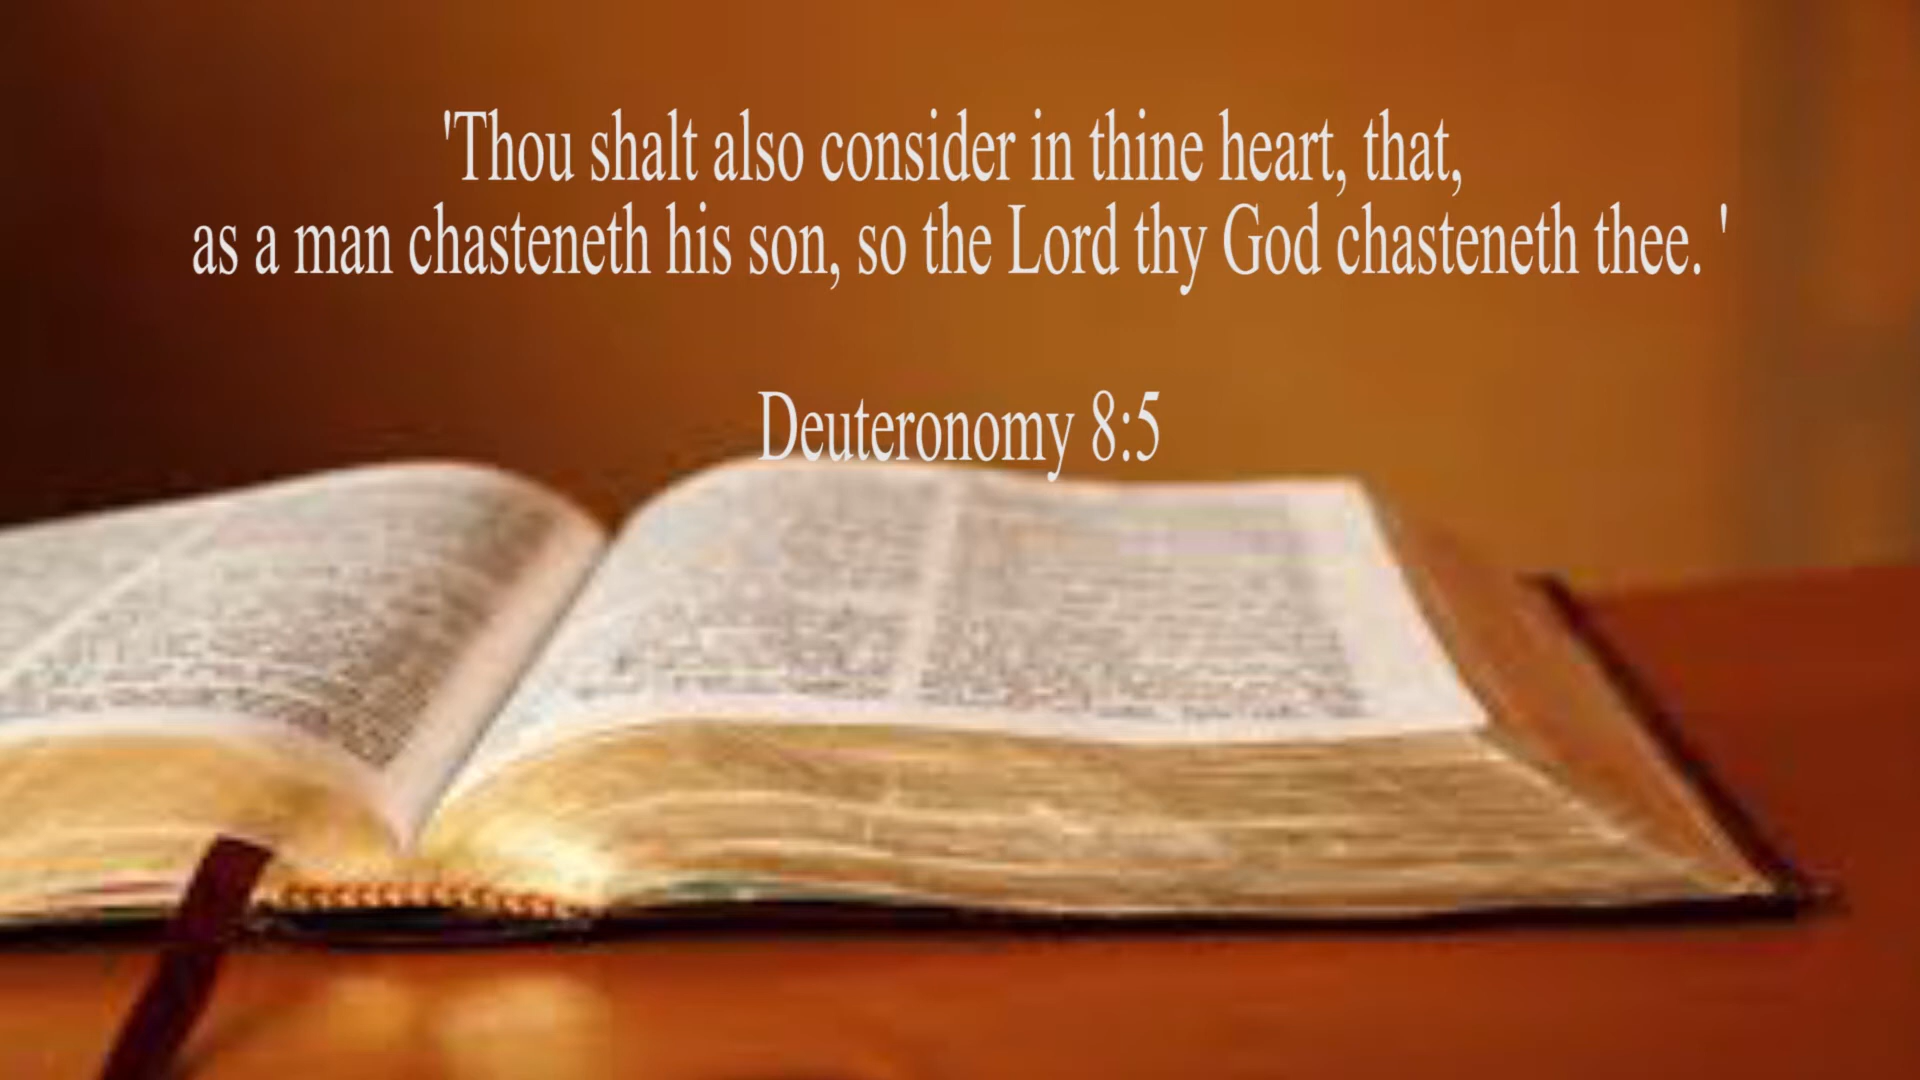 'Thou shalt also consider in thine heart, that,
as a man chasteneth his son, so the Lord thy God chasteneth thee. '
Deuteronomy 8:5